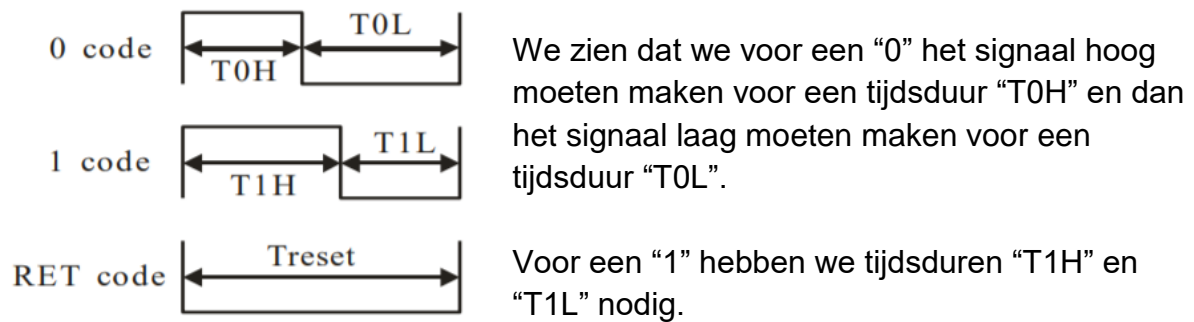 0 code
T0H
T0L
1 code
T1H
T1L
RET code
Treset
We zien dat we voor een “0” het signaal hoog
moeten maken voor een tijdsduur “T0H” en dan
het signaal laag moeten maken voor een
tijdsduur “T0L”.
Voor een “1” hebben we tijdsduren “T1H” en
“T1L” nodig.